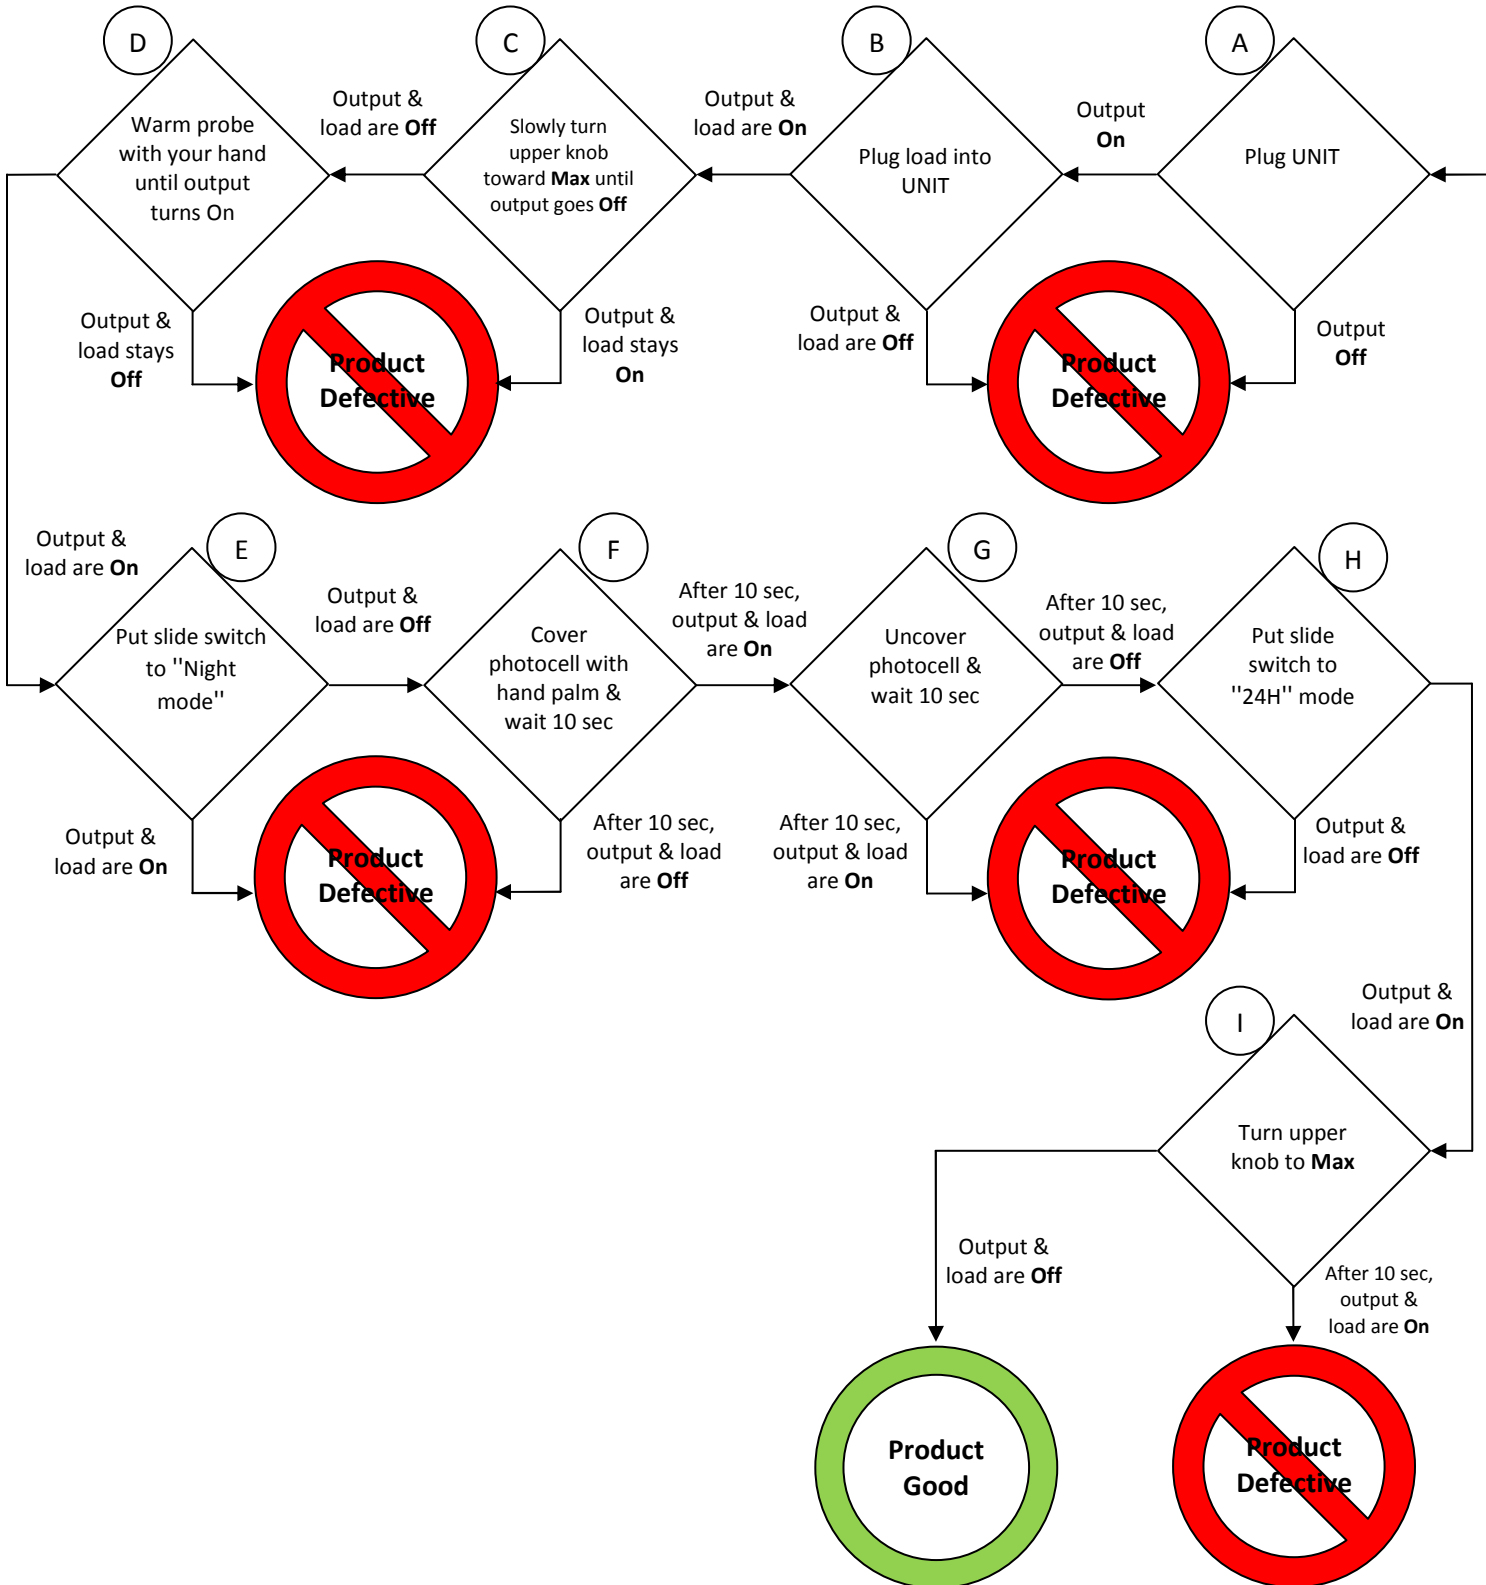 D
C
B
A
Warm probe
with your hand
until output
turns On
Output &
load are Off
Slowly turn
upper knob
toward Max until
output goes Off
Output &
load are On
Plug load into
UNIT
Output
On
Plug UNIT
Output &
load stays
Off
Product
Defective
Output &
load stays
On
Output &
load are Off
Product
Defective
Output
Off
Output &
load are On
E
F
G
H
Put slide switch
to "Night
mode"
Output &
load are Off
Cover
photocell with
hand palm &
wait 10 sec
After 10 sec,
output & load
are On
Uncover
photocell &
wait 10 sec
After 10 sec,
output & load
are Off
Put slide
switch to
"24H" mode
Output &
load are On
Product
Defective
After 10 sec,
output & load
are Off
After 10 sec,
output & load
are On
Product
Defective
Output &
load are Off
Output &
load are On
I
Turn upper
knob to Max
Output &
load are Off
After 10 sec,
output &
load are On
Product
Good
Product
Defective